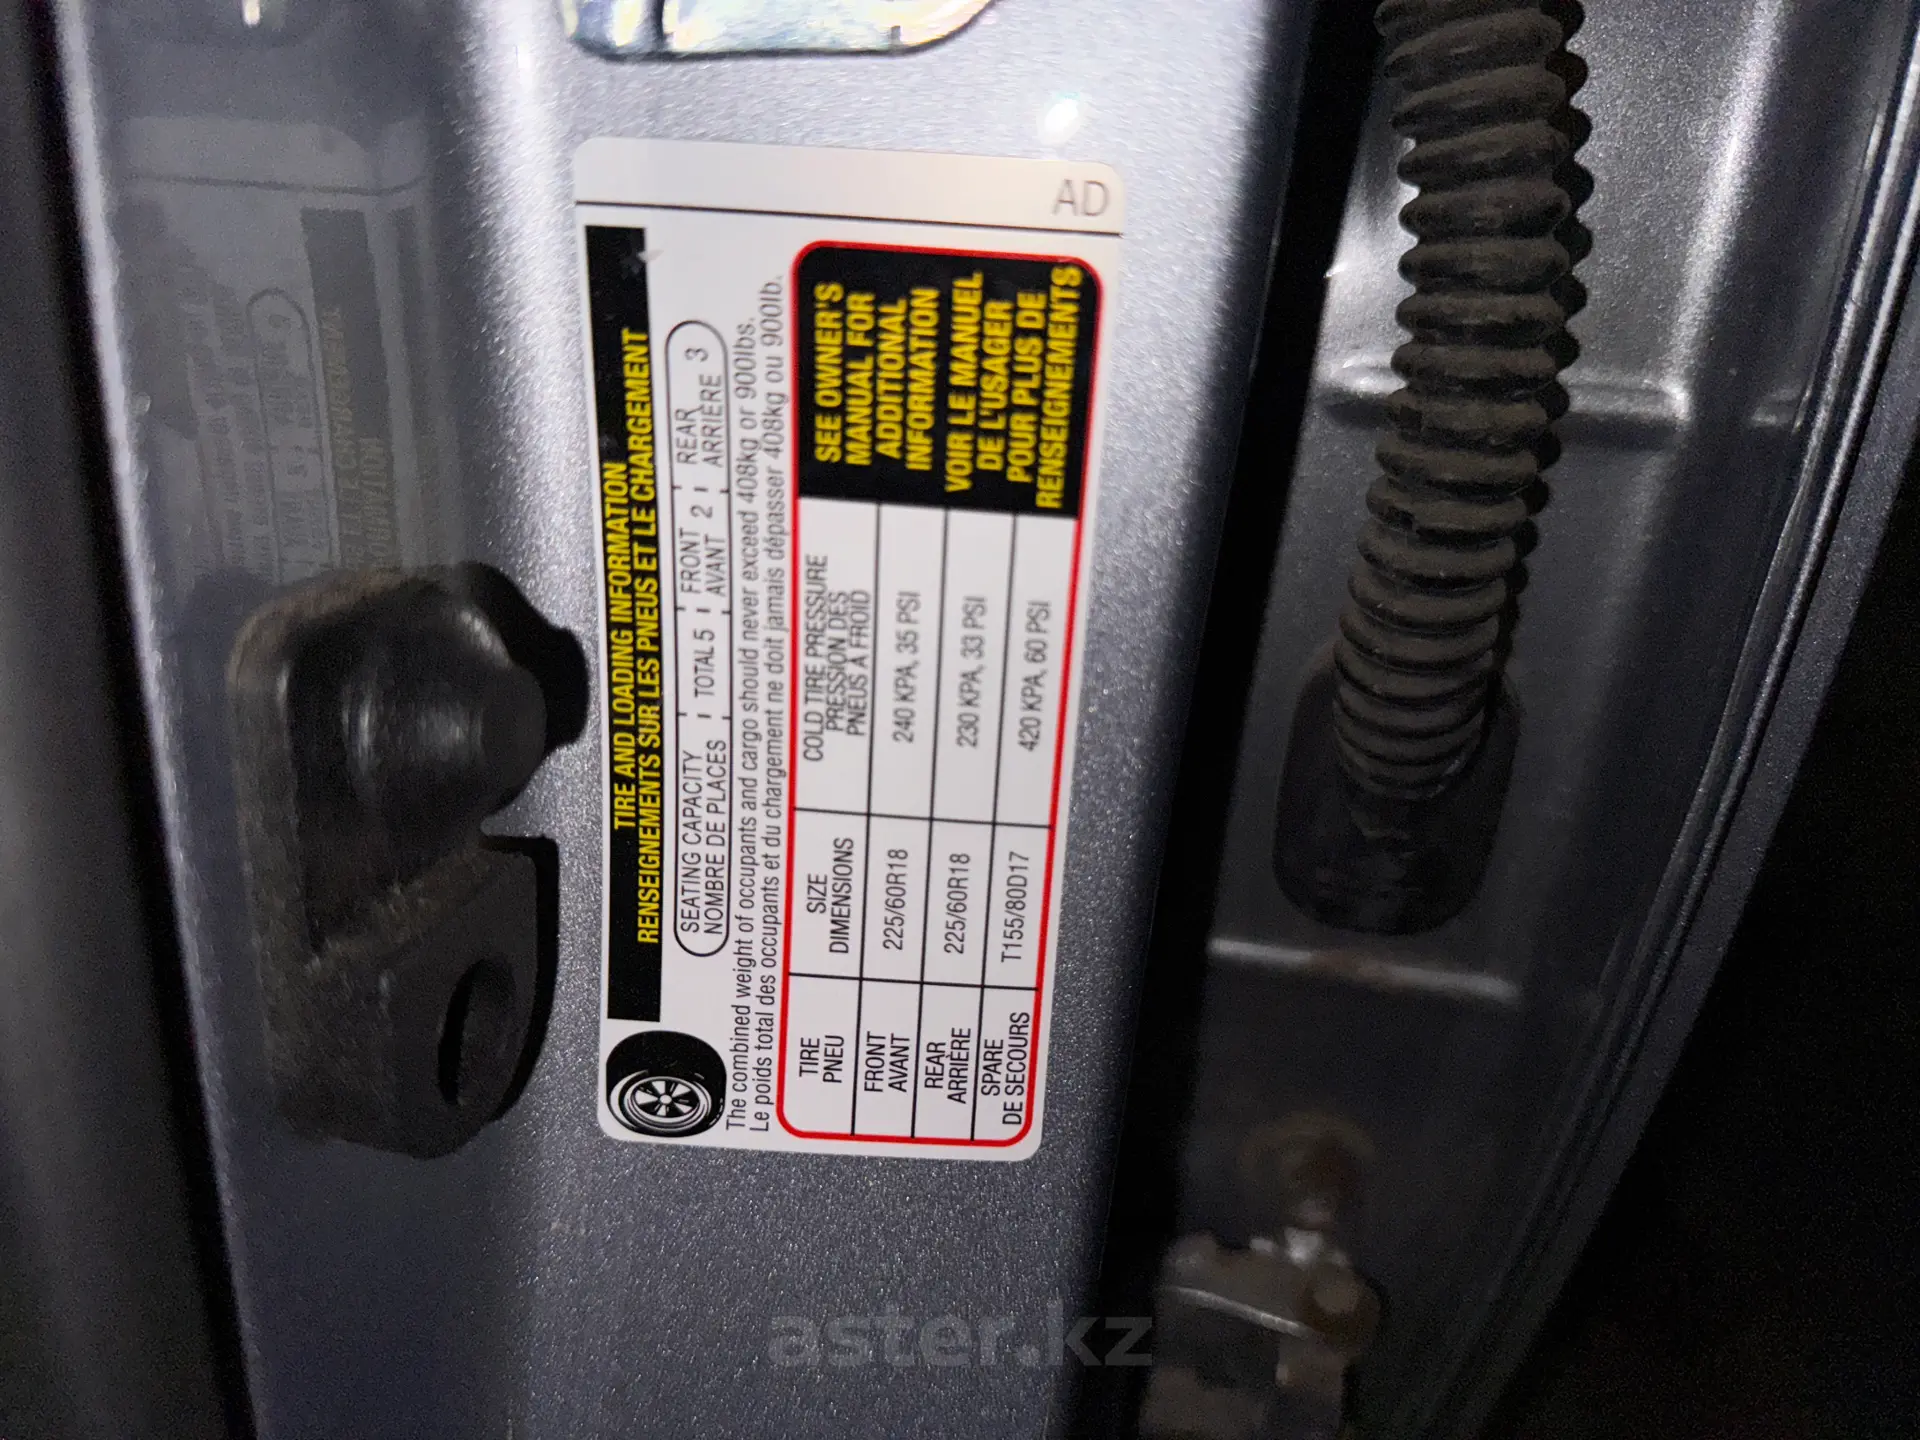 TIRE AND LOADING INFORMATION
RENSEIGNEMENTS SUR LES PNEUS ET LE CHARGEMENT
SEATING CAPACITY TOTAL 5 FRONT 2 REAR 3
NOMBRE DE PLACES AVANT ARRIÈRE
The combined weight of occupants and cargo should never exceed 408kg or 900lbs.
Le poids total des occupants et du chargement ne doit jamais dépasser 408kg ou 900lb.
TIRE
PNEU
SIZE
DIMENSIONS
COLD TIRE PRESSURE
PRESSION DES
PNEUS À FROID
FRONT
AVANT
225/60R18
240 KPA, 35 PSI
REAR
ARRIÈRE
225/60R18
230 KPA, 33 PSI
SPARE
DE SECOURS
T155/80D17
420 KPA, 60 PSI
SEE OWNER'S
MANUAL FOR
ADDITIONAL
INFORMATION
VOIR LE MANUEL
DE L'USAGER
POUR PLUS DE
RENSEIGNEMENTS
AD
aster.kz